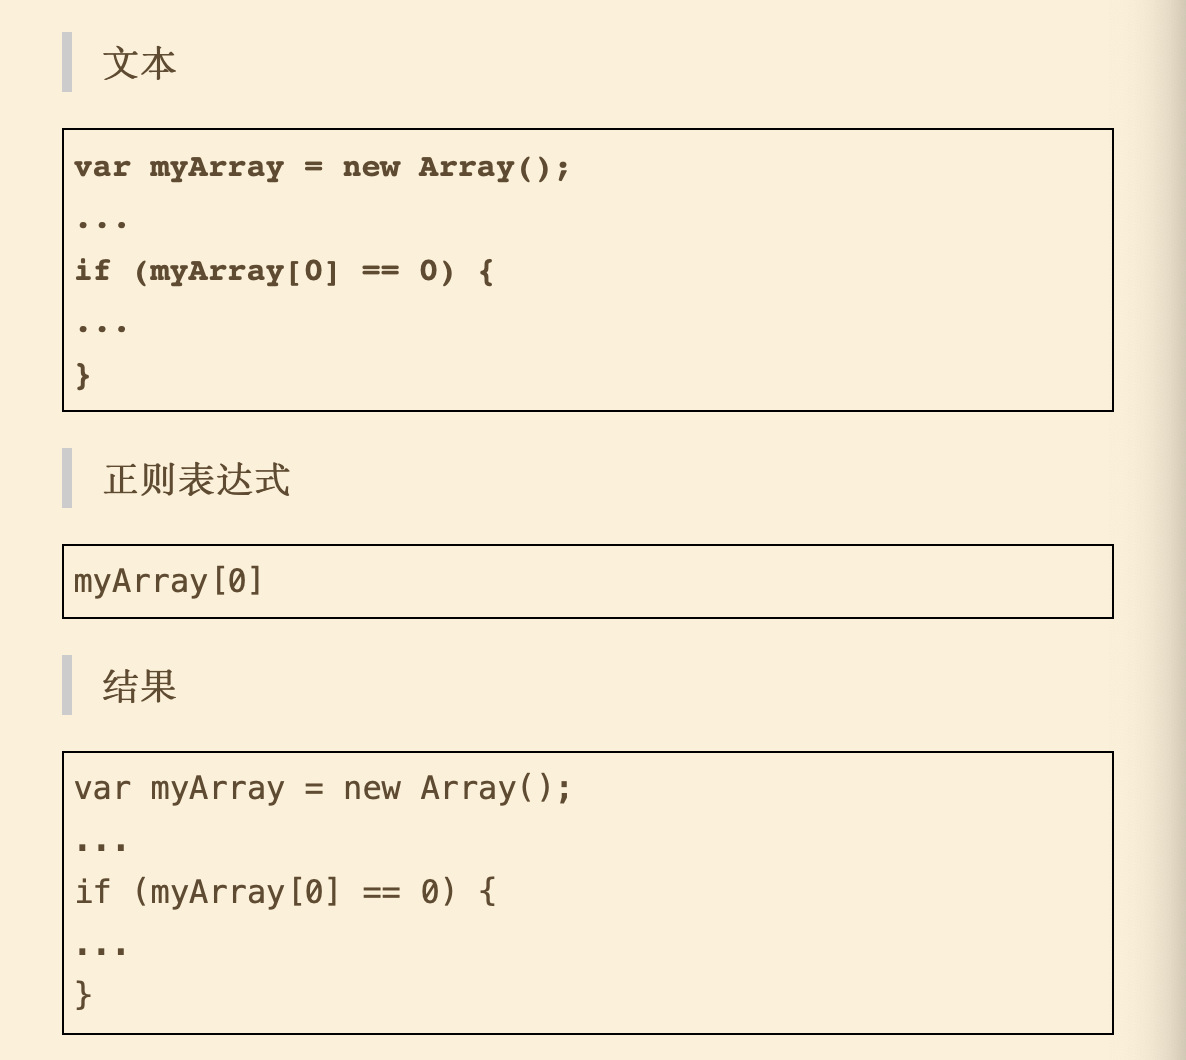 文本
var myArray = new Array();
...
if (myArray[0] == 0) {
...
}
正则表达式
myArray[0]
结果
var myArray = new Array();
...
if (myArray[0] == 0) {
...
}